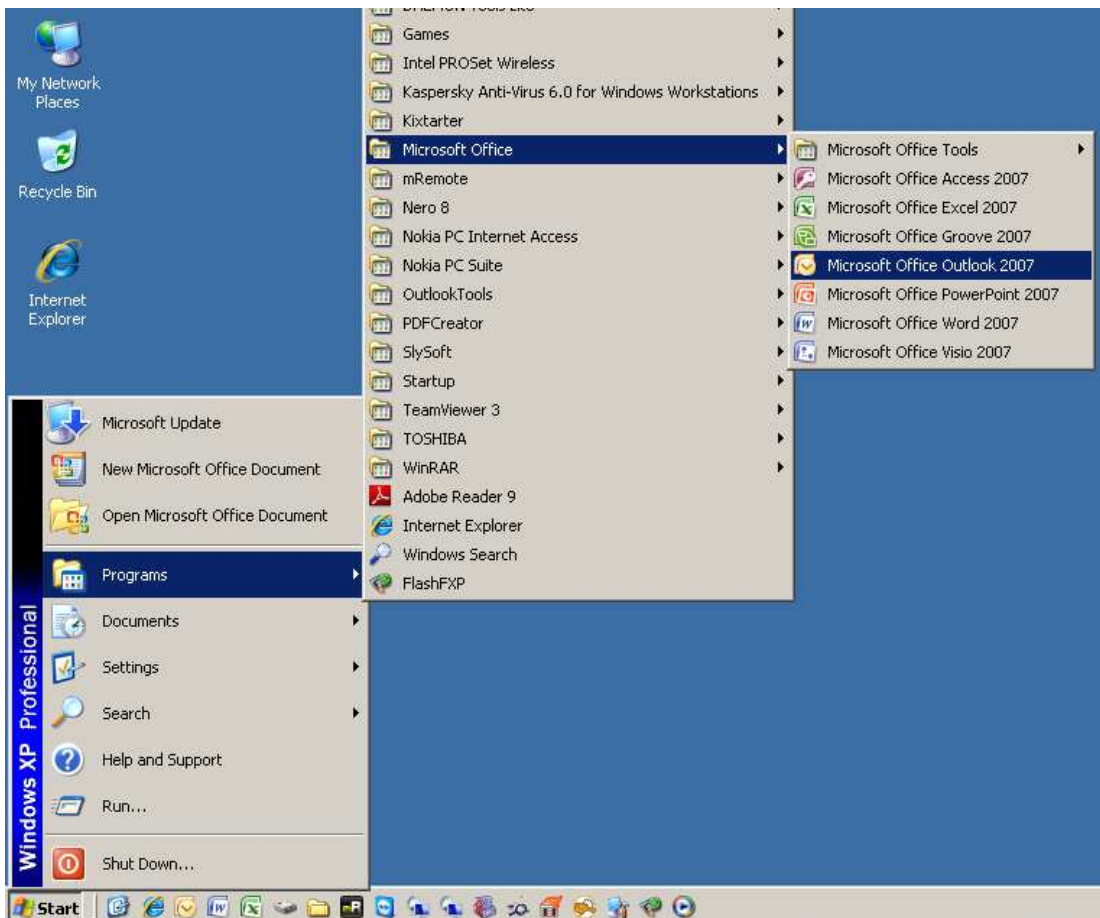 My Network
Places
Recycle Bin
Internet
Explorer
DAEMON Tools Lite
Games
Intel PROSet Wireless
Kaspersky Anti-Virus 6.0 for Windows Workstations
Kixtarter
Microsoft Office
mRemote
Nero 8
Nokia PC Internet Access
Nokia PC Suite
OutlookTools
PDFCreator
SlySoft
Startup
TeamViewer 3
TOSHIBA
WinRAR
Adobe Reader 9
Internet Explorer
Windows Search
FlashFXP
Microsoft Office Tools
Microsoft Office Access 2007
Microsoft Office Excel 2007
Microsoft Office Groove 2007
Microsoft Office Outlook 2007
Microsoft Office PowerPoint 2007
Microsoft Office Word 2007
Microsoft Office Visio 2007
Microsoft Update
New Microsoft Office Document
Open Microsoft Office Document
Programs
Documents
Settings
Search
Help and Support
Run...
Shut Down...
Windows XP Professional
Start